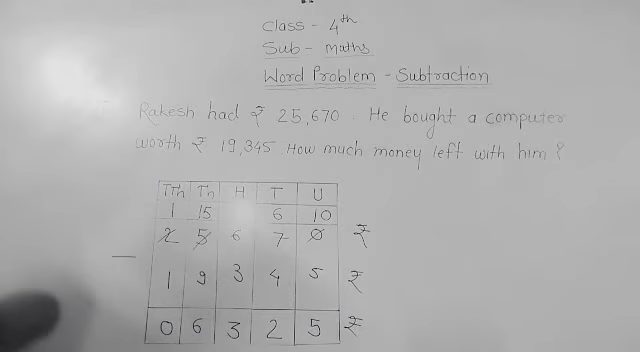 Class - 4th
Sub - maths
Word Problem - Subtraction
Rakesh had ₹ 25,670. He bought a computer
worth ₹ 19,345. How much money left with him?
TTh Th H T U
1 15 6 10
2 5 6 7 0 ₹
- 1 9 3 4 5 ₹
0 6 3 2 5 ₹